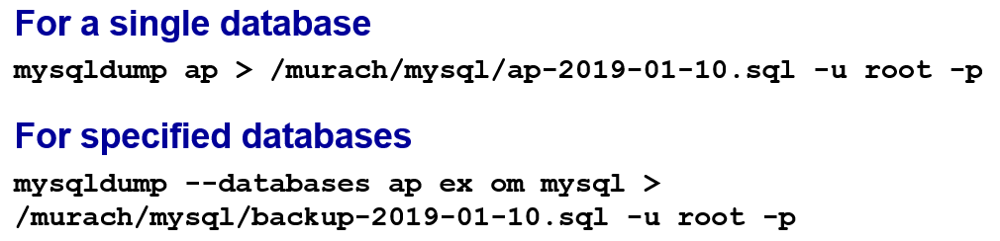 For a single database
mysqldump ap > /murach/mysql/ap-2019-01-10.sql -u root -p
For specified databases
mysqldump --databases ap ex om mysql >
/murach/mysql/backup-2019-01-10.sql -u root -p